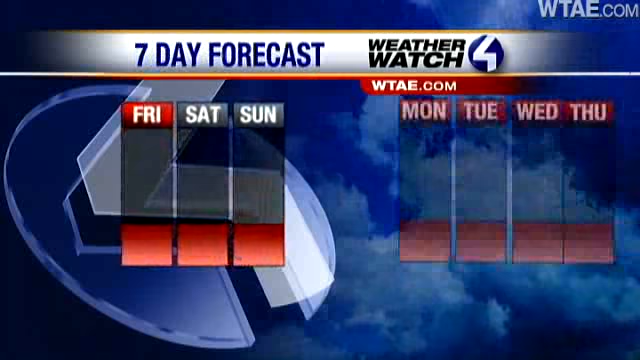 WTAE.COM
7 DAY FORECAST WEATHER WATCH 4
WTAE.COM
FRI SAT SUN MON TUE WED THU